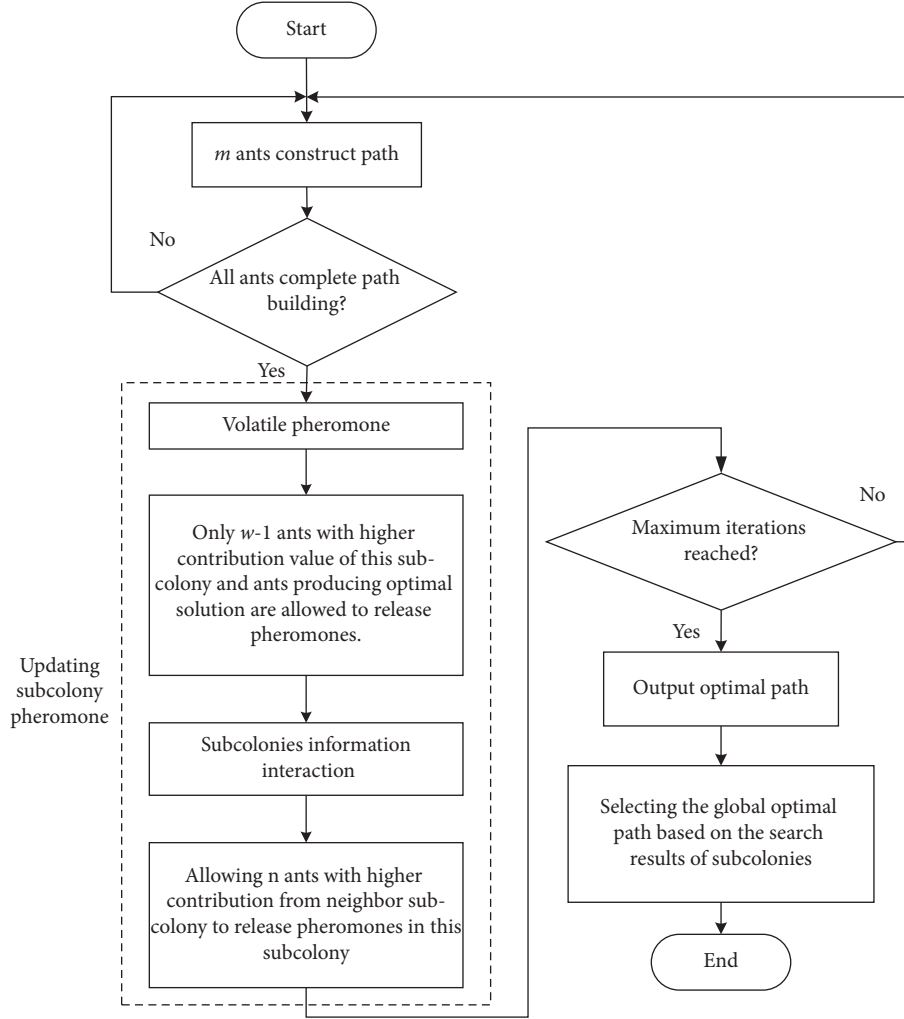 Start
m ants construct path
No
All ants complete path
building?
Yes
Volatile pheromone
Only w-1 ants with higher
contribution value of this sub-
colony and ants producing optimal
solution are allowed to release
pheromones.
Updating
subcolony
pheromone
Subcolonies information
interaction
Allowing n ants with higher
contribution from neighbor sub-
colony to release pheromones in this
subcolony
No
Maximum iterations
reached?
Yes
Output optimal path
Selecting the global optimal
path based on the search
results of subcolonies
End